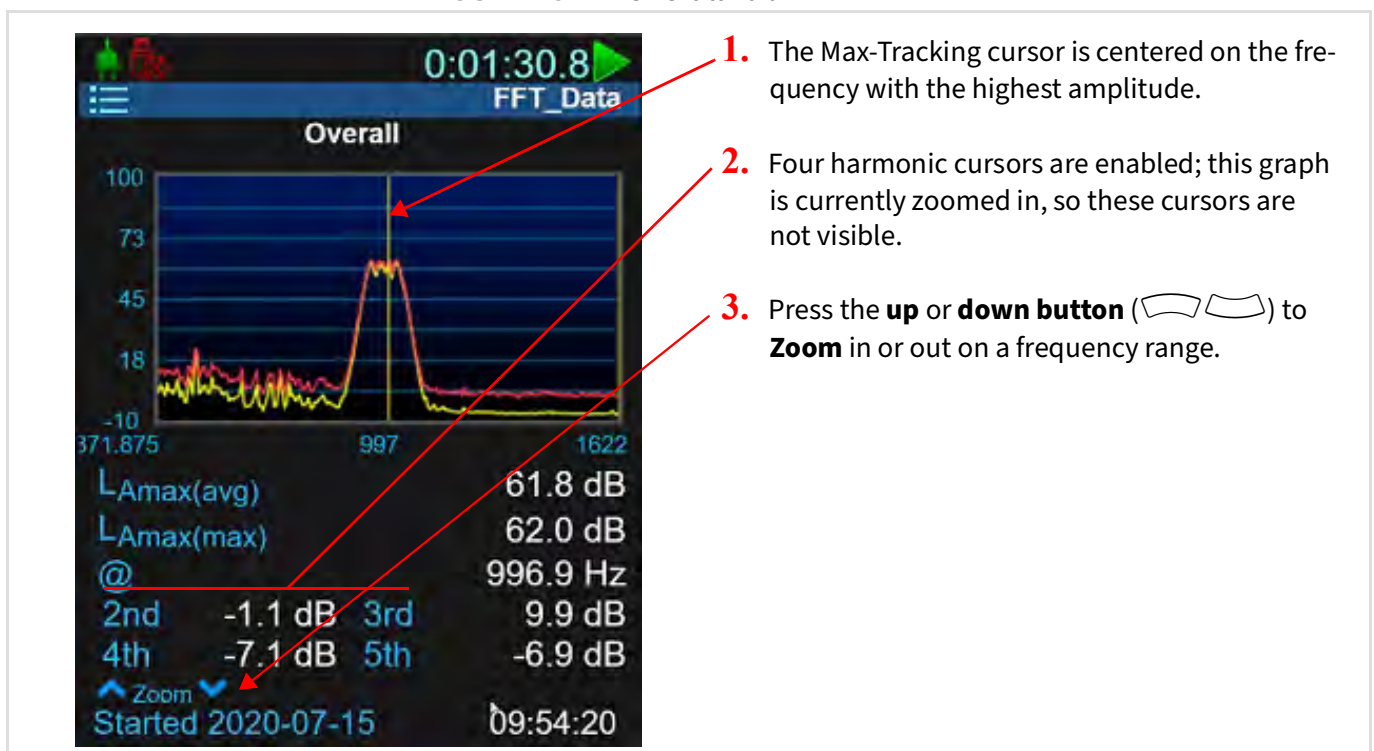 0:01:30.8
FFT_Data
Overall
100
73
45
18
-10
371.875 997 1622
LAmax(avg) 61.8 dB
LAmax(max) 62.0 dB
@ 996.9 Hz
2nd -1.1 dB 3rd 9.9 dB
4th -7.1 dB 5th -6.9 dB
Zoom
Started 2020-07-15 09:54:20
1. The Max-Tracking cursor is centered on the fre-
quency with the highest amplitude.
2. Four harmonic cursors are enabled; this graph
is currently zoomed in, so these cursors are
not visible.
3. Press the up or down button ( ) to
Zoom in or out on a frequency range.